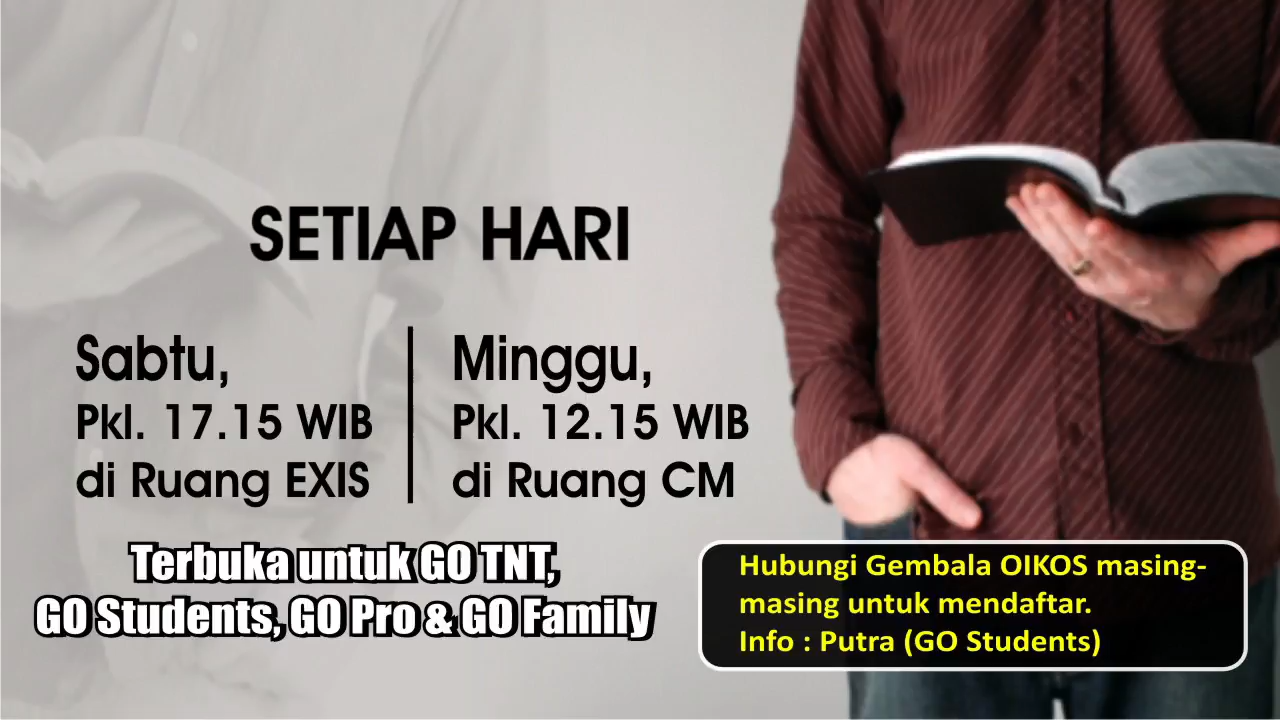 SETIAP HARI
Sabtu,
Pkl. 17.15 WIB
di Ruang EXIS
Minggu,
Pkl. 12.15 WIB
di Ruang CM
Terbuka untuk GO TNT,
GO Students, GO Pro & GO Family
Hubungi Gembala OIKOS masing-
masing untuk mendaftar.
Info : Putra (GO Students)